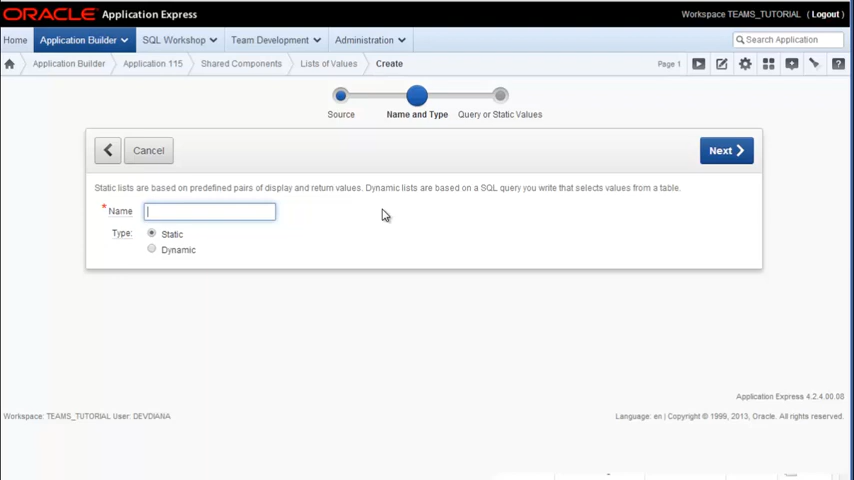 ORACLE Application Express
Workspace TEAMS_TUTORIAL ( Logout )
Home Application Builder SQL Workshop Team Development Administration Search Application
Application Builder Application 115 Shared Components Lists of Values Create Page 1
Source Name and Type Query or Static Values
Cancel Next
Static lists are based on predefined pairs of display and return values. Dynamic lists are based on a SQL query you write that selects values from a table.
* Name
Type: Static
Dynamic
Application Express 4.2.4.00.08
Workspace: TEAMS_TUTORIAL User: DEVDIANA Language: en | Copyright © 1999, 2013, Oracle. All rights reserved.